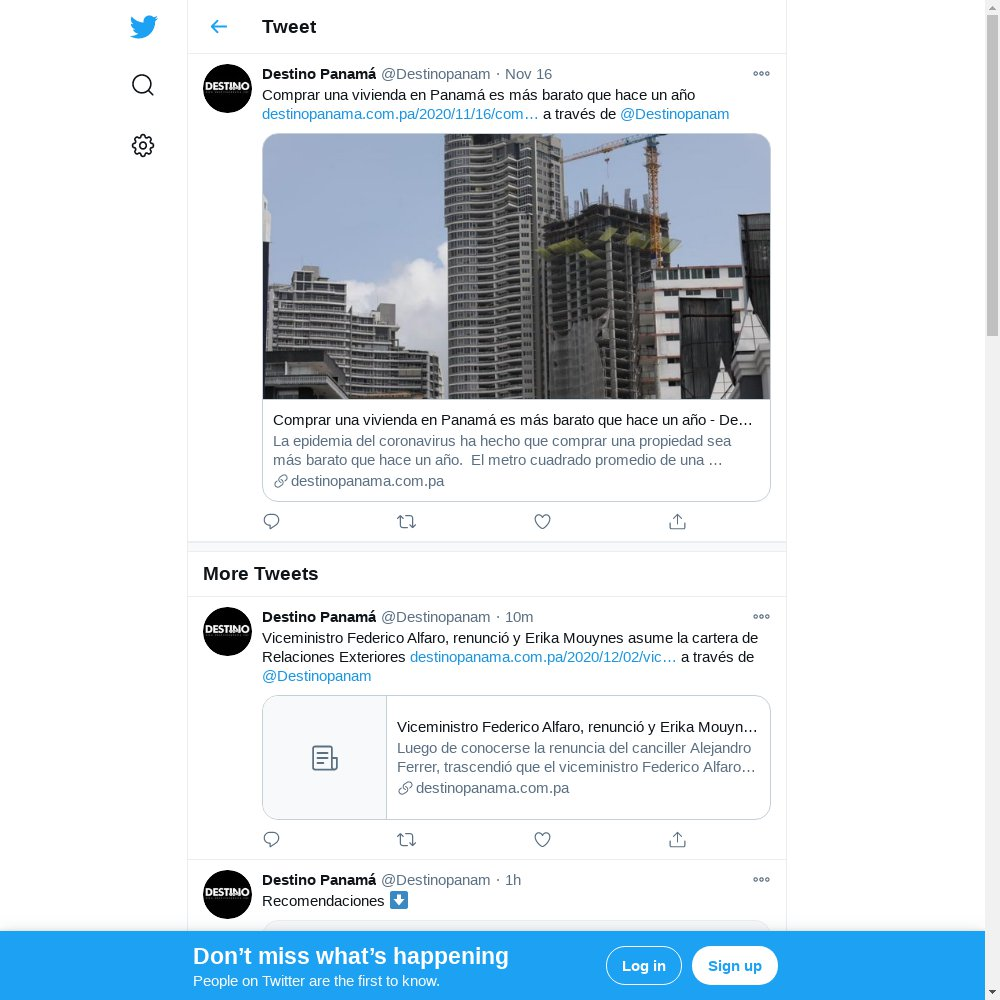 Tweet
DESTINO
Destino Panamá @Destinopanam · Nov 16
Comprar una vivienda en Panamá es más barato que hace un año
destinopanama.com.pa/2020/11/16/com… a través de @Destinopanam
Comprar una vivienda en Panamá es más barato que hace un año - De…
La epidemia del coronavirus ha hecho que comprar una propiedad sea
más barato que hace un año. El metro cuadrado promedio de una …
destinopanama.com.pa
More Tweets
DESTINO
Destino Panamá @Destinopanam · 10m
Viceministro Federico Alfaro, renunció y Erika Mouynes asume la cartera de
Relaciones Exteriores destinopanama.com.pa/2020/12/02/vic… a través de
@Destinopanam
Viceministro Federico Alfaro, renunció y Erika Mouyn…
Luego de conocerse la renuncia del canciller Alejandro
Ferrer, trascendió que el viceministro Federico Alfaro…
destinopanama.com.pa
DESTINO
Destino Panamá @Destinopanam · 1h
Recomendaciones ⬇️
Don’t miss what’s happening
People on Twitter are the first to know.
Log in
Sign up